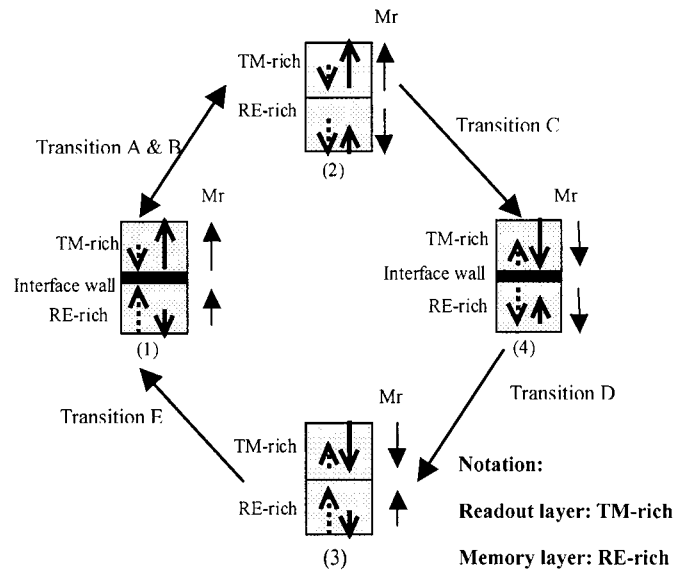 Mr
TM-rich
RE-rich
(2)
Transition A & B
Transition C
Mr
TM-rich
Interface wall
RE-rich
(1)
Mr
TM-rich
Interface wall
RE-rich
(4)
Transition E
Transition D
Mr
TM-rich
RE-rich
(3)
Notation:
Readout layer: TM-rich
Memory layer: RE-rich